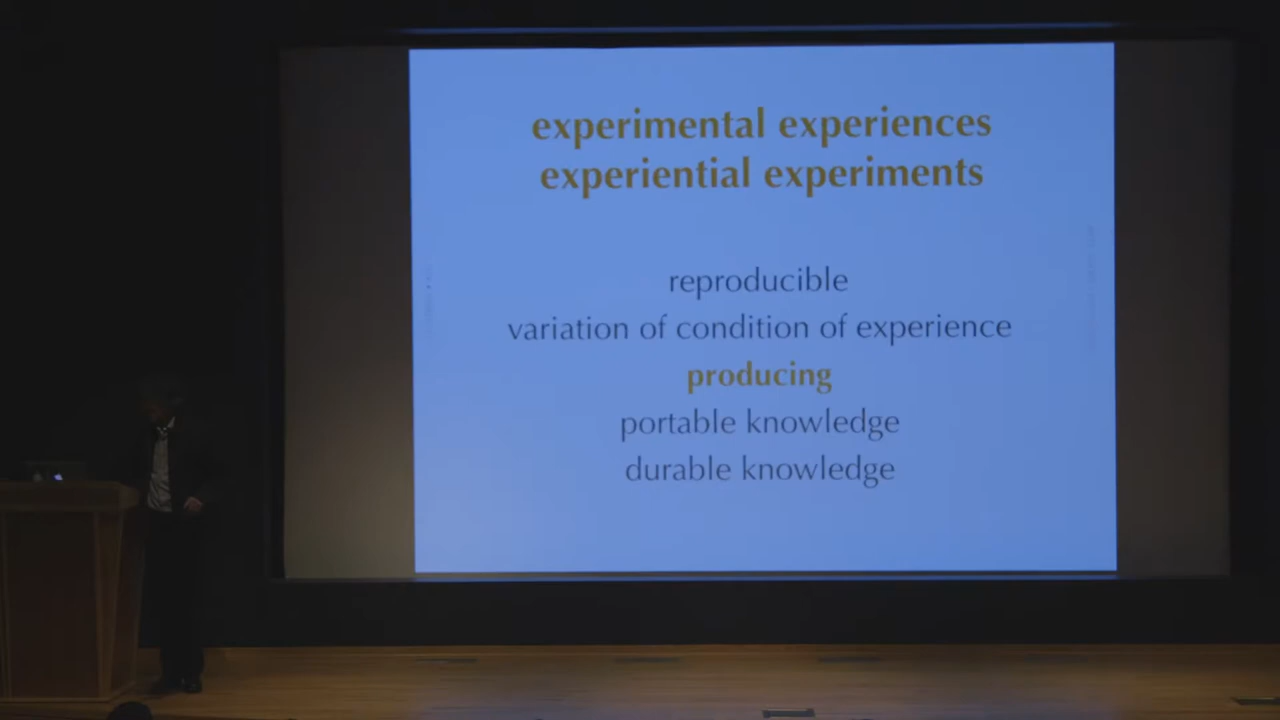 experimental experiences
experiential experiments
reproducible
variation of condition of experience
producing
portable knowledge
durable knowledge